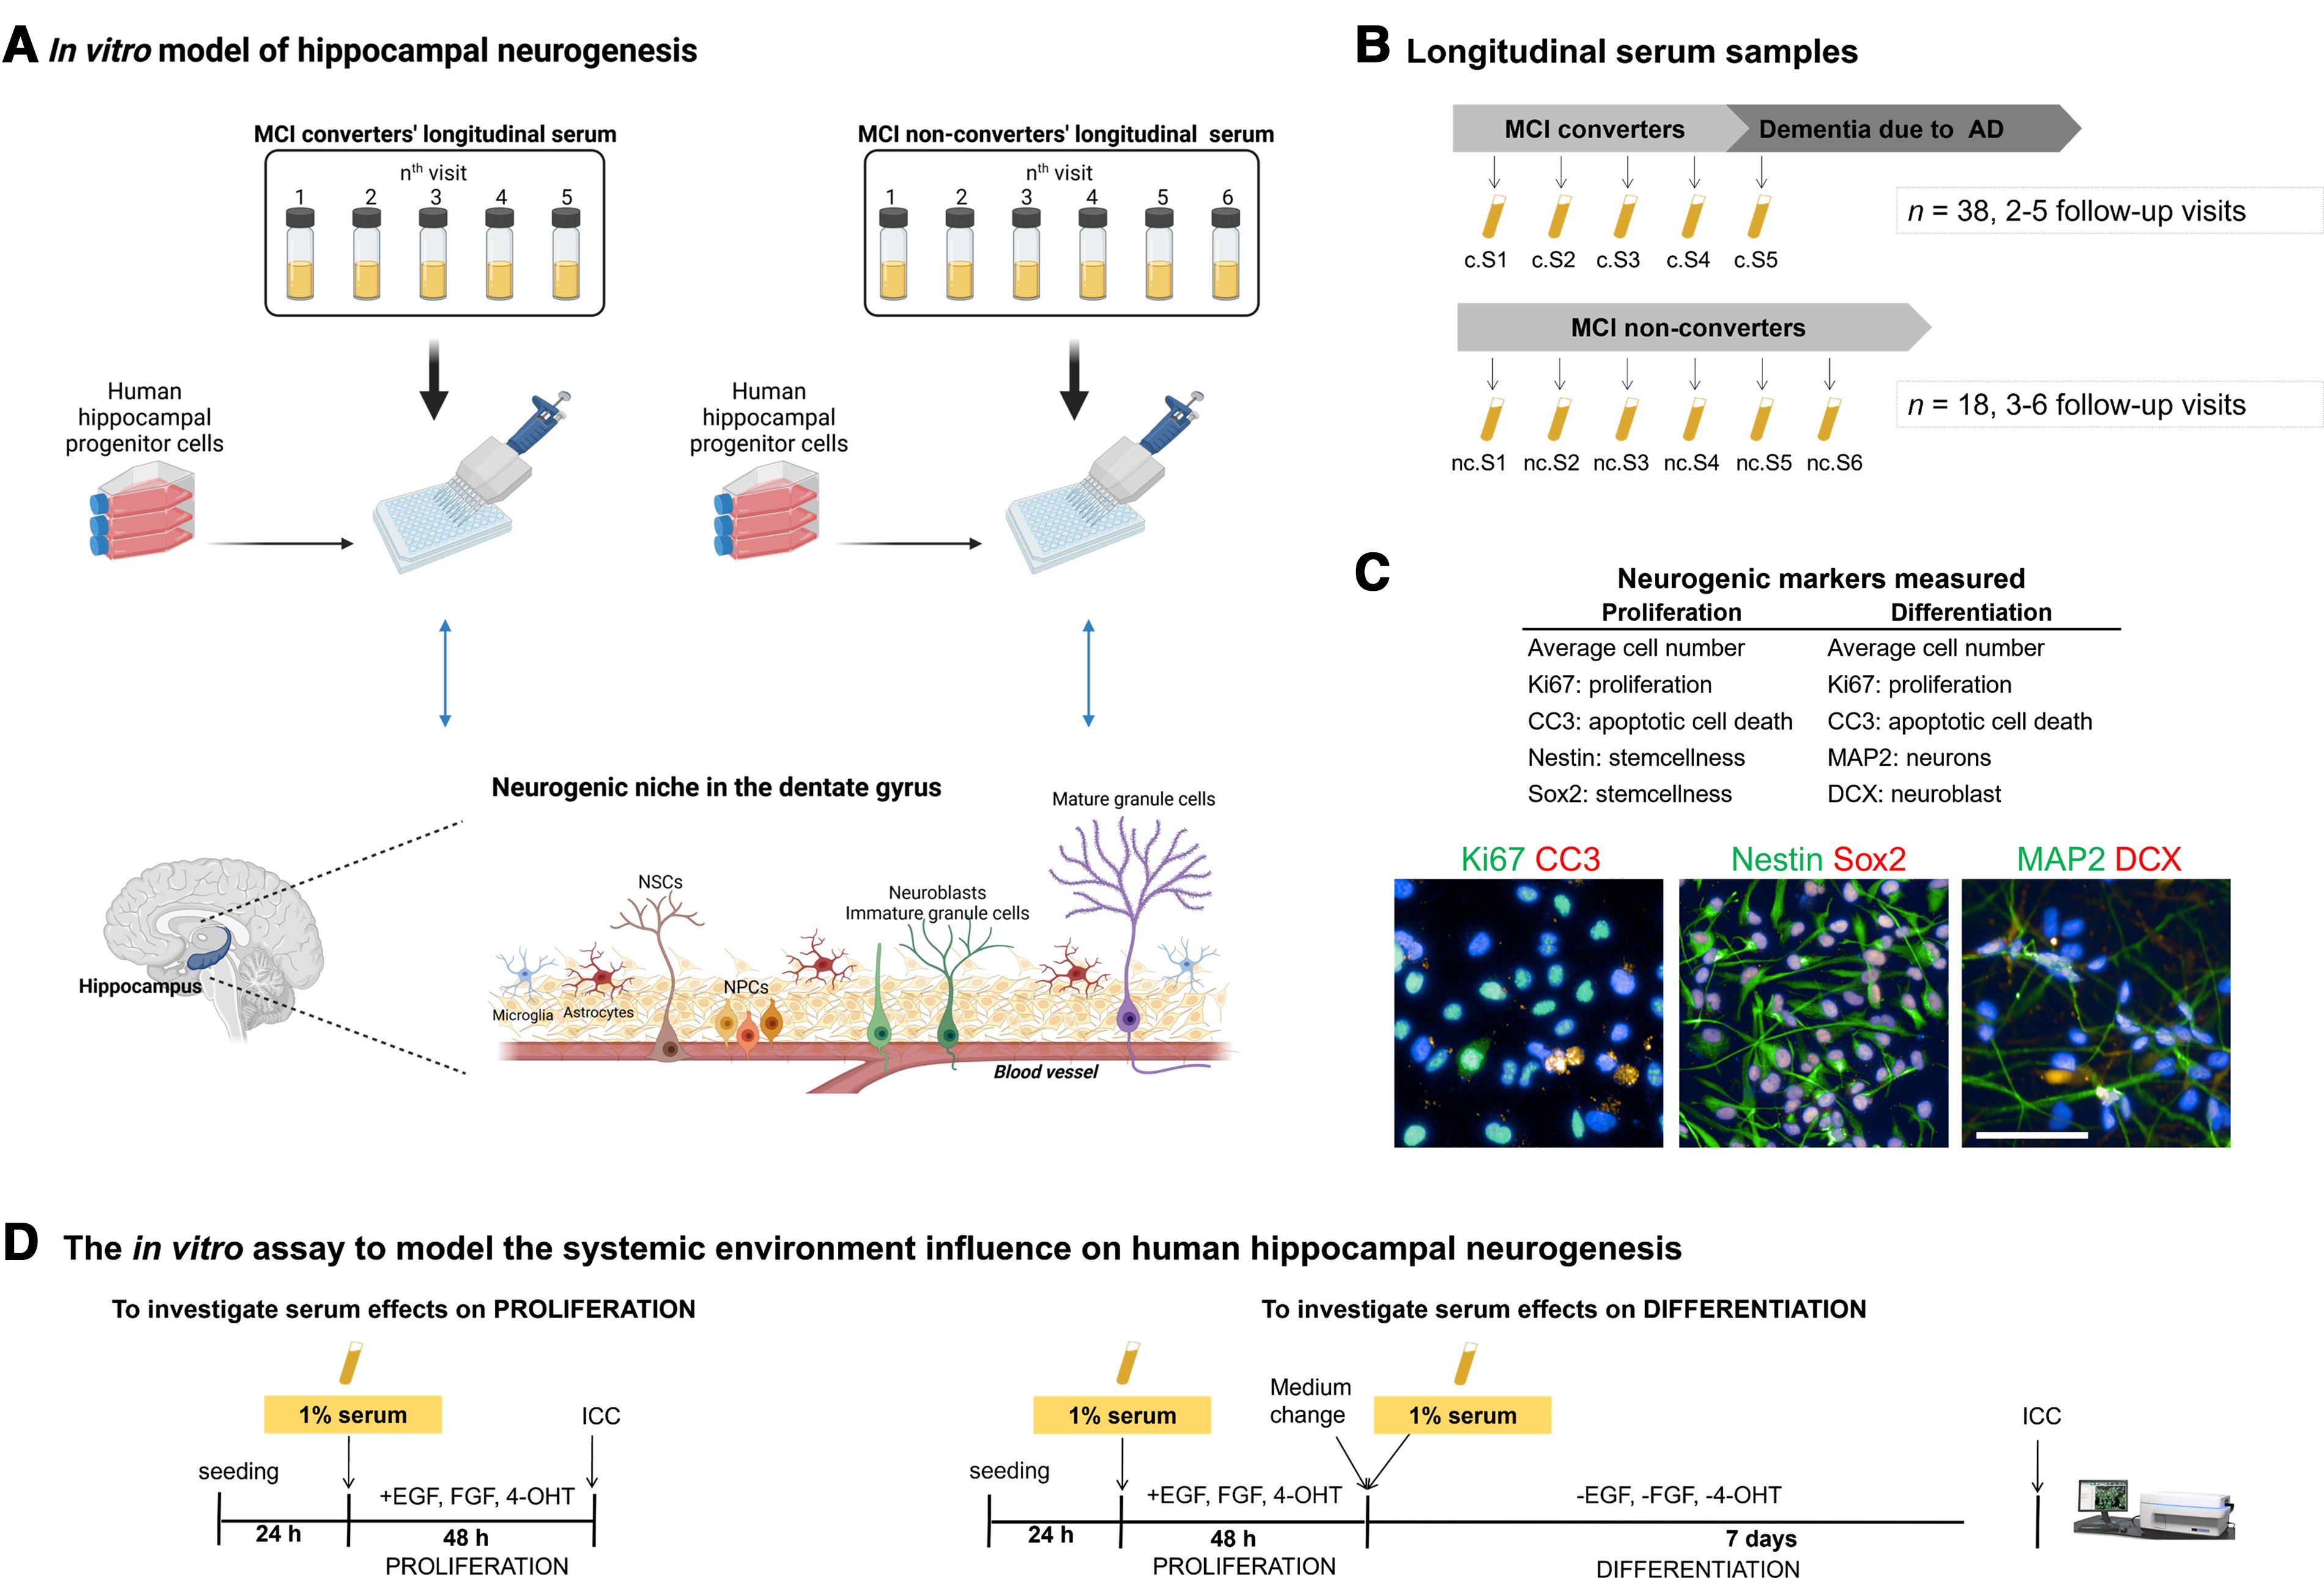 A In vitro model of hippocampal neurogenesis
MCI converters' longitudinal serum
nth visit
1 2 3 4 5
MCI non-converters' longitudinal serum
nth visit
1 2 3 4 5 6
Human
hippocampal
progenitor cells
Human
hippocampal
progenitor cells
Neurogenic niche in the dentate gyrus
Mature granule cells
NSCs
Neuroblasts
Immature granule cells
Hippocampus
NPCs
Microglia
Astrocytes
Blood vessel
B Longitudinal serum samples
MCI converters
Dementia due to AD
n = 38, 2-5 follow-up visits
c.S1 c.S2 c.S3 c.S4 c.S5
MCI non-converters
n = 18, 3-6 follow-up visits
nc.S1 nc.S2 nc.S3 nc.S4 nc.S5 nc.S6
C
Neurogenic markers measured
Proliferation Differentiation
Average cell number Average cell number
Ki67: proliferation Ki67: proliferation
CC3: apoptotic cell death CC3: apoptotic cell death
Nestin: stemcellness MAP2: neurons
Sox2: stemcellness DCX: neuroblast
Ki67 CC3
Nestin Sox2
MAP2 DCX
D The in vitro assay to model the systemic environment influence on human hippocampal neurogenesis
To investigate serum effects on PROLIFERATION
1% serum
ICC
seeding
+EGF, FGF, 4-OHT
24 h
48 h
PROLIFERATION
To investigate serum effects on DIFFERENTIATION
1% serum
Medium
change
1% serum
ICC
seeding
+EGF, FGF, 4-OHT
-EGF, -FGF, -4-OHT
24 h
48 h
7 days
PROLIFERATION
DIFFERENTIATION